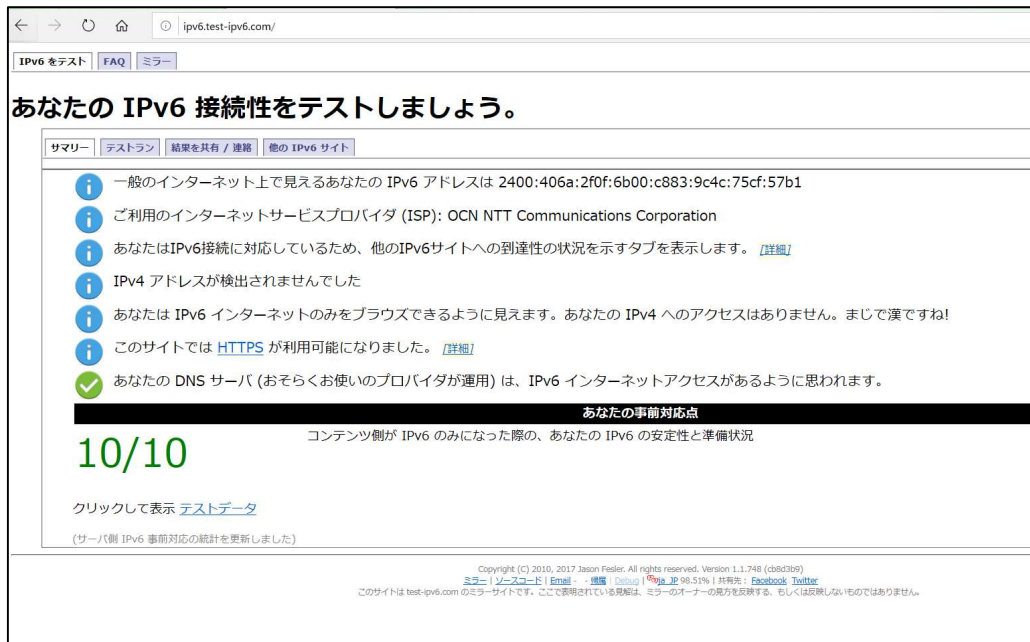 ipv6.test-ipv6.com/
IPv6 をテスト FAQ ミラー
あなたの IPv6 接続性をテストしましょう。
サマリー テストラン 結果を共有 / 連絡 他の IPv6 サイト
一般のインターネット上で見えるあなたの IPv6 アドレスは 2400:406a:2f0f:6b00:c883:9c4c:75cf:57b1
ご利用のインターネットサービスプロバイダ (ISP): OCN NTT Communications Corporation
あなたはIPv6接続に対応しているため、他のIPv6サイトへの到達性の状況を示すタブを表示します。 [詳細]
IPv4 アドレスが検出されませんでした
あなたは IPv6 インターネットのみをブラウズできるように見えます。あなたの IPv4 へのアクセスはありません。まじで漢ですね!
このサイトでは HTTPS が利用可能になりました。 [詳細]
あなたの DNS サーバ (おそらくお使いのプロバイダが運用) は、IPv6 インターネットアクセスがあるように思われます。
あなたの事前対応点
10/10
コンテンツ側が IPv6 のみになった際の、あなたの IPv6 の安定性と準備状況
クリックして表示 テストデータ
(サーバ側 IPv6 事前対応の統計を更新しました)
Copyright (C) 2010, 2017 Jason Fesler. All rights reserved. Version 1.1.748 (cb8d3b9)
ミラー | ソースコード | Email - - 帰属 | Debug | ja_JP 98.51% | 共有先 : Facebook Twitter
このサイトは test-ipv6.com のミラーサイトです。ここで表明されている見解は、ミラーのオーナーの見方を反映する、もしくは反映しないものではありません。